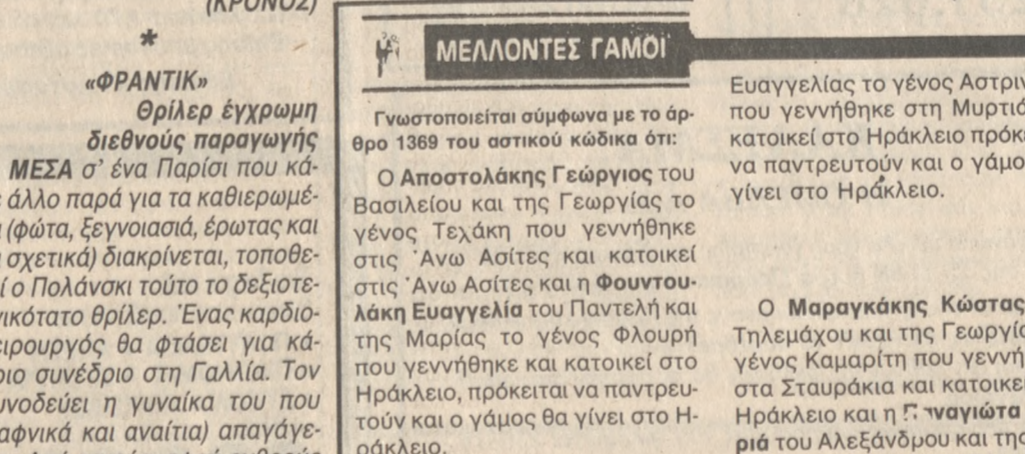 (ΚΡΟΝΟΣ)
*
«ΦΡΑΝΤΙΚ»
Θρίλερ έγχρωμη
διεθνούς παραγωγής
ΜΕΣΑ σ' ένα Παρίσι που κά-
άλλο παρά για τα καθιερωμέ-
(φώτα, ξεγνοιασιά, έρωτας και
σχετικά) διακρίνεται, τοποθε-
ί ο Πολάνσκι τούτο το δεξιοτε-
νικότατο θρίλερ. Ένας καρδιο-
ειρουργός θα φτάσει για κά-
οιο συνέδριο στη Γαλλία. Τον
υνοδεύει η γυναίκα του που
αφνικά και αναίτια) απαγάγε-
ΜΕΛΛΟΝΤΕΣ ΓΑΜΟΙ
Γνωστοποιείται σύμφωνα με το άρ-
θρο 1369 του αστικού κώδικα ότι:
Ο Αποστολάκης Γεώργιος του
Βασιλείου και της Γεωργίας το
γένος Τεχάκη που γεννήθηκε
στις Άνω Ασίτες και κατοικεί
στις Άνω Ασίτες και η Φουντου-
λάκη Ευαγγελία του Παντελή και
της Μαρίας το γένος Φλουρή
που γεννήθηκε και κατοικεί στο
Ηράκλειο, πρόκειται να παντρευ-
τούν και ο γάμος θα γίνει στο Η-
ράκλειο.
Ευαγγελίας το γένος Αστριν
που γεννήθηκε στη Μυρτιά
κατοικεί στο Ηράκλειο πρόκ
να παντρευτούν και ο γάμο
γίνει στο Ηράκλειο.
Ο Μαραγκάκης Κώστας
Τηλεμάχου και της Γεωργία
γένος Καμαρίτη που γεννή
στα Σταυράκια και κατοικε
Ηράκλειο και η
ριά του Αλεξάνδρου και της